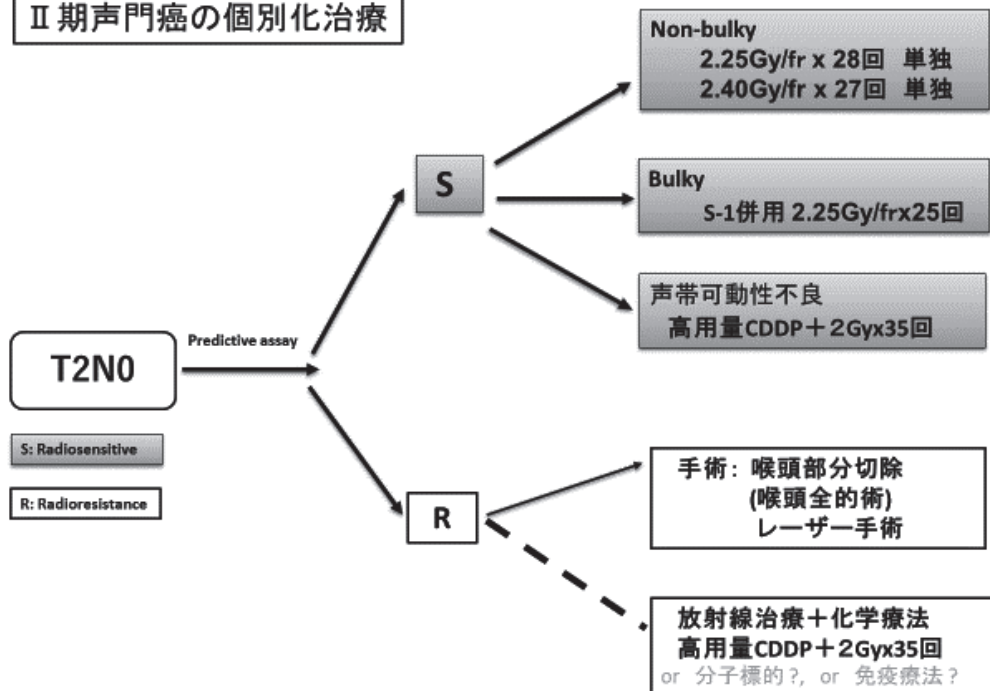 Ⅱ期声門癌の個別化治療
Non-bulky
2.25Gy/fr x 28回 単独
2.40Gy/fr x 27回 単独
S
Bulky
S-1併用 2.25Gy/frx25回
声帯可動性不良
高用量CDDP＋２Gyx35回
Predictive assay
T2N0
S: Radiosensitive
R: Radioresistance
R
手術：喉頭部分切除
(喉頭全的術)
レーザー手術
放射線治療＋化学療法
高用量CDDP＋２Gyx35回
or 分子標的？, or 免疫療法？